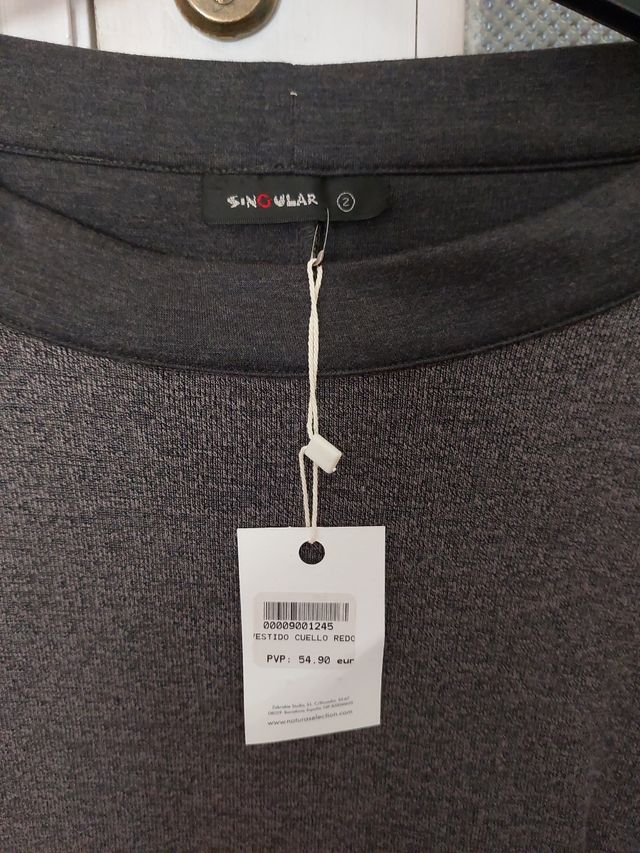 SINGULAR 2
00009001245
VESTIDO CUELLO REDO
PVP: 54.90 eur
www.naturaselection.com